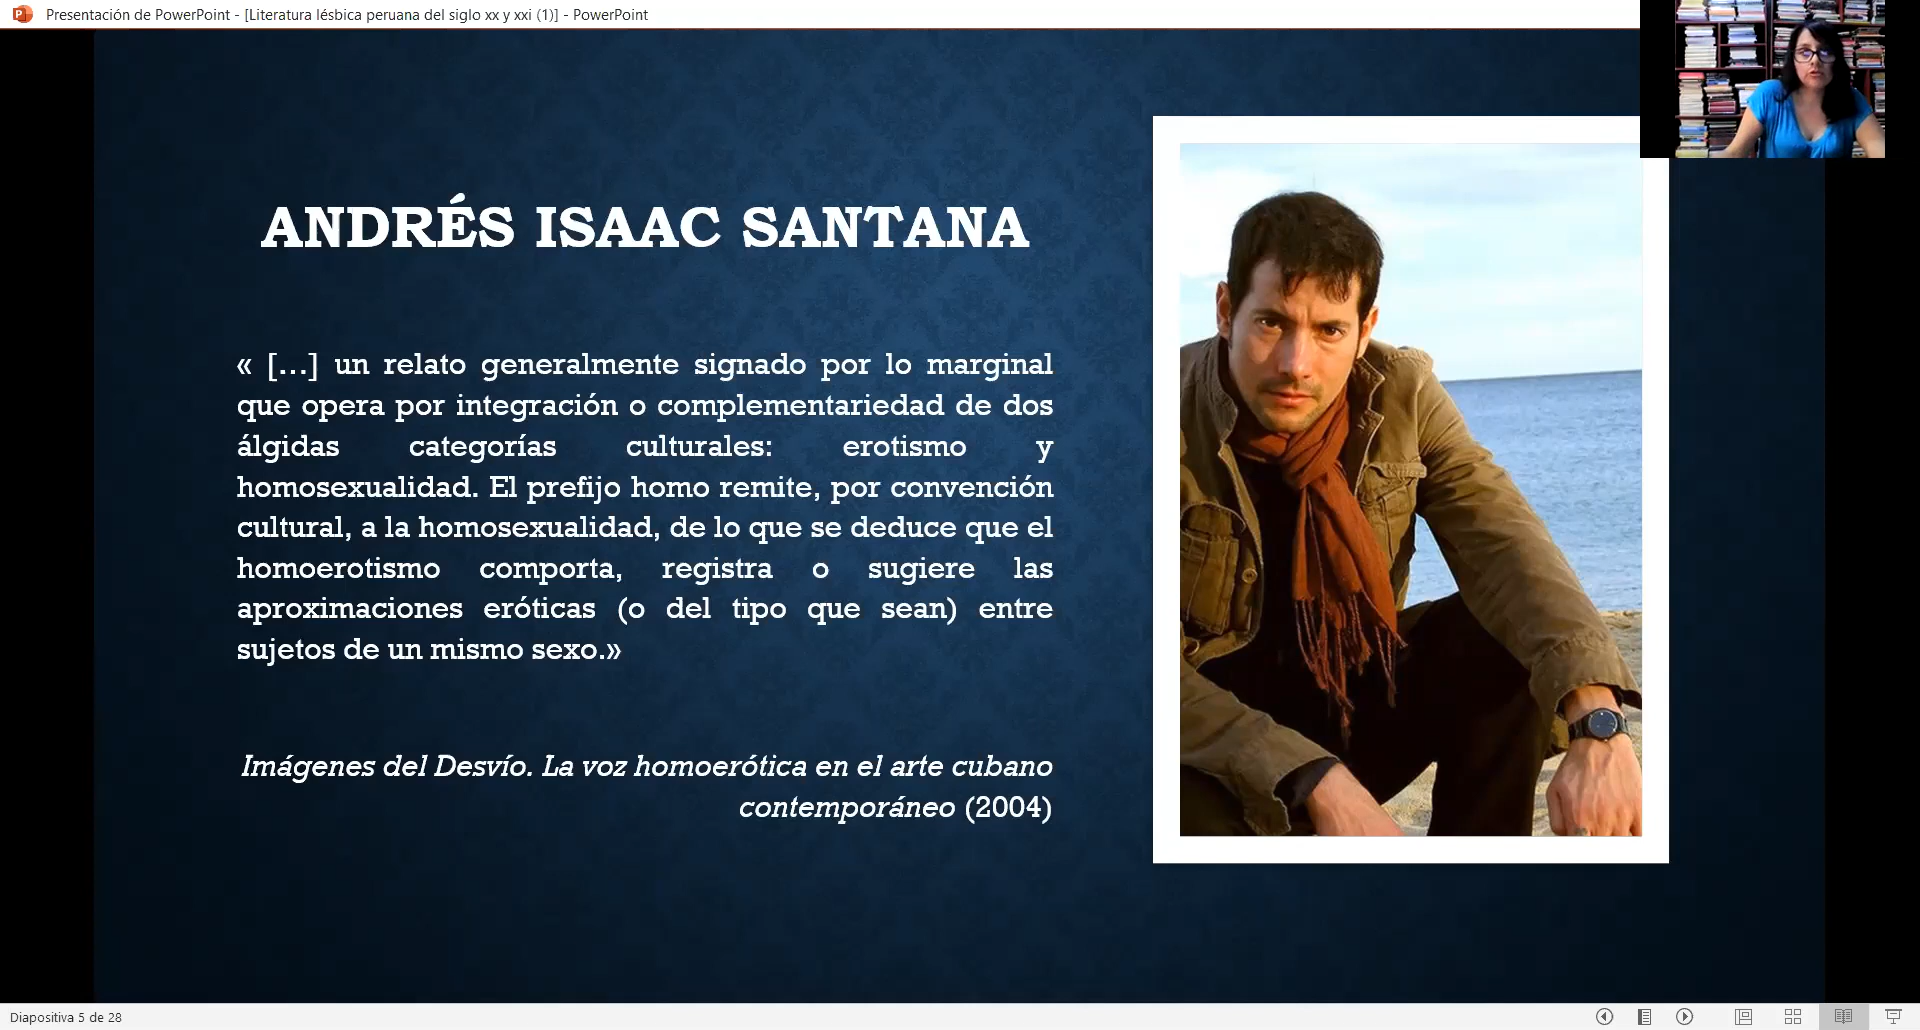 Presentación de PowerPoint - [Literatura lésbica peruana del siglo xx y xxi (1)] - PowerPoint
ANDRÉS ISAAC SANTANA
« [...] un relato generalmente signado por lo marginal
que opera por integración o complementariedad de dos
álgidas categorías culturales: erotismo y
homosexualidad. El prefijo homo remite, por convención
cultural, a la homosexualidad, de lo que se deduce que el
homoerotismo comporta, registra o sugiere las
aproximaciones eróticas (o del tipo que sean) entre
sujetos de un mismo sexo.»
Imágenes del Desvío. La voz homoerótica en el arte cubano
contemporáneo (2004)
Diapositiva 5 de 28